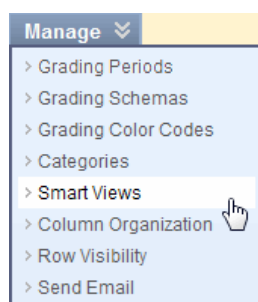 Manage
> Grading Periods
> Grading Schemas
> Grading Color Codes
> Categories
> Smart Views
> Column Organization
> Row Visibility
> Send Email